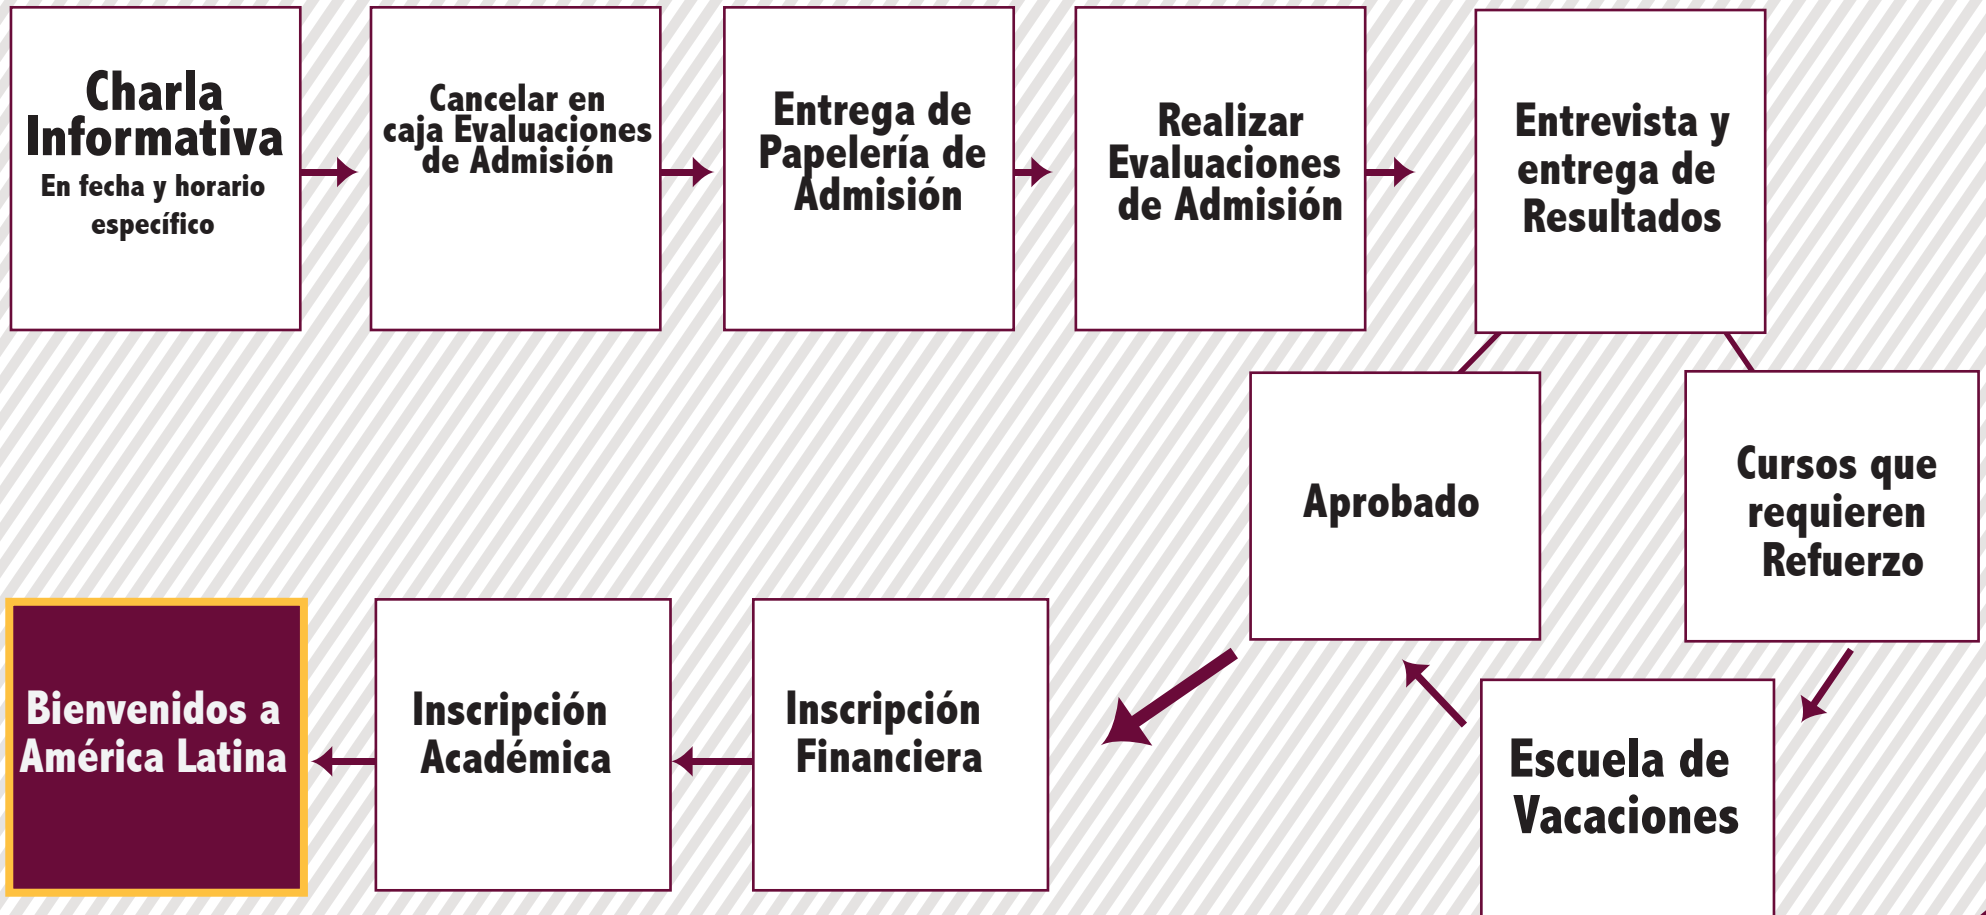 Charla
Informativa
En fecha y horario
específico
Cancelar en
caja Evaluaciones
de Admisión
Entrega de
Papelería de
Admisión
Realizar
Evaluaciones
de Admisión
Entrevista y
entrega de
Resultados
Aprobado
Cursos que
requieren
Refuerzo
Escuela de
Vacaciones
Inscripción
Financiera
Inscripción
Académica
Bienvenidos a
América Latina